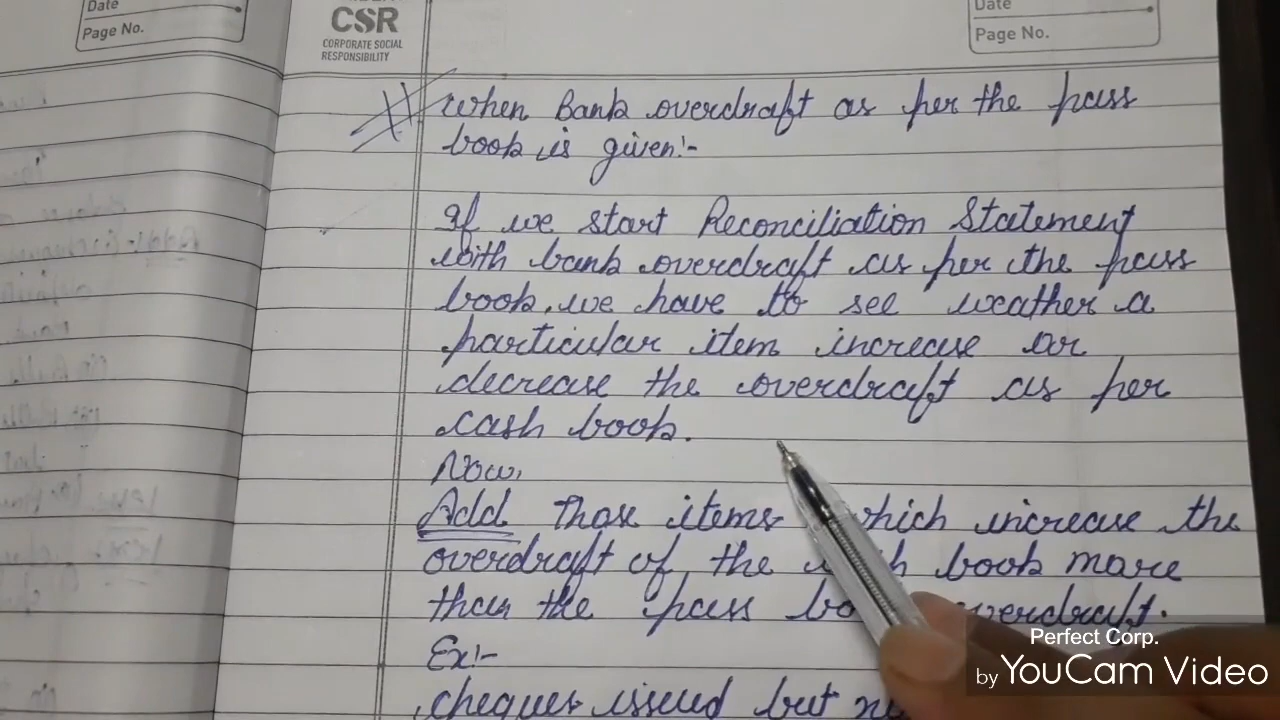 Date
Page No.
CSR
CORPORATE SOCIAL
RESPONSIBILITY
Date
Page No.
When Bank overdraft as per the pass
book is given:-
If we start Reconciliation Statement
with bank overdraft as per the pass
book, we have to see weather a
particular item increase or
decrease the overdraft as per
cash book.
Now,
Add Those items which increase the
overdraft of the book more
than the pass overdraft.
Ex:-
cheques issued but
Perfect Corp.
by YouCam Video